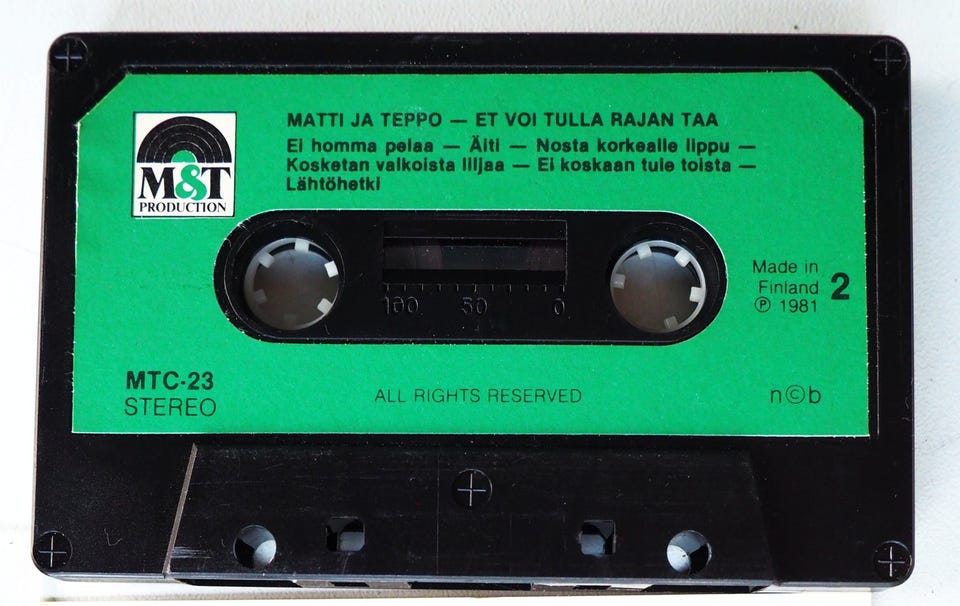 MATTI JA TEPPO — ET VOI TULLA RAJAN TAA
Ei homma pelaa — Äiti — Nosta korkealle lippu —
Kosketan valkoista liljaa — Ei koskaan tule toista —
Lähtöhetki
M&T
PRODUCTION
100 50 0
Made in
Finland
℗ 1981
2
MTC-23
STEREO
ALL RIGHTS RESERVED
n©b